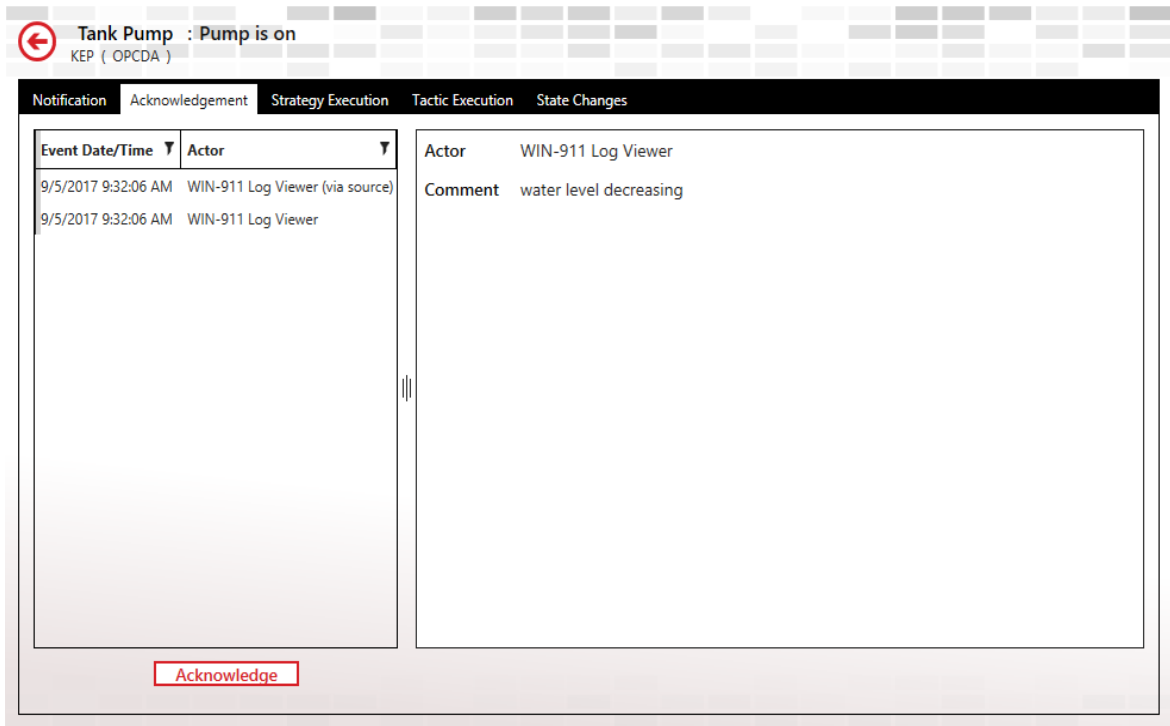 Tank Pump : Pump is on
KEP ( OPCDA )
Notification Acknowledgement Strategy Execution Tactic Execution State Changes
Event Date/Time Actor
9/5/2017 9:32:06 AM WIN-911 Log Viewer (via source)
9/5/2017 9:32:06 AM WIN-911 Log Viewer
Actor WIN-911 Log Viewer
Comment water level decreasing
Acknowledge